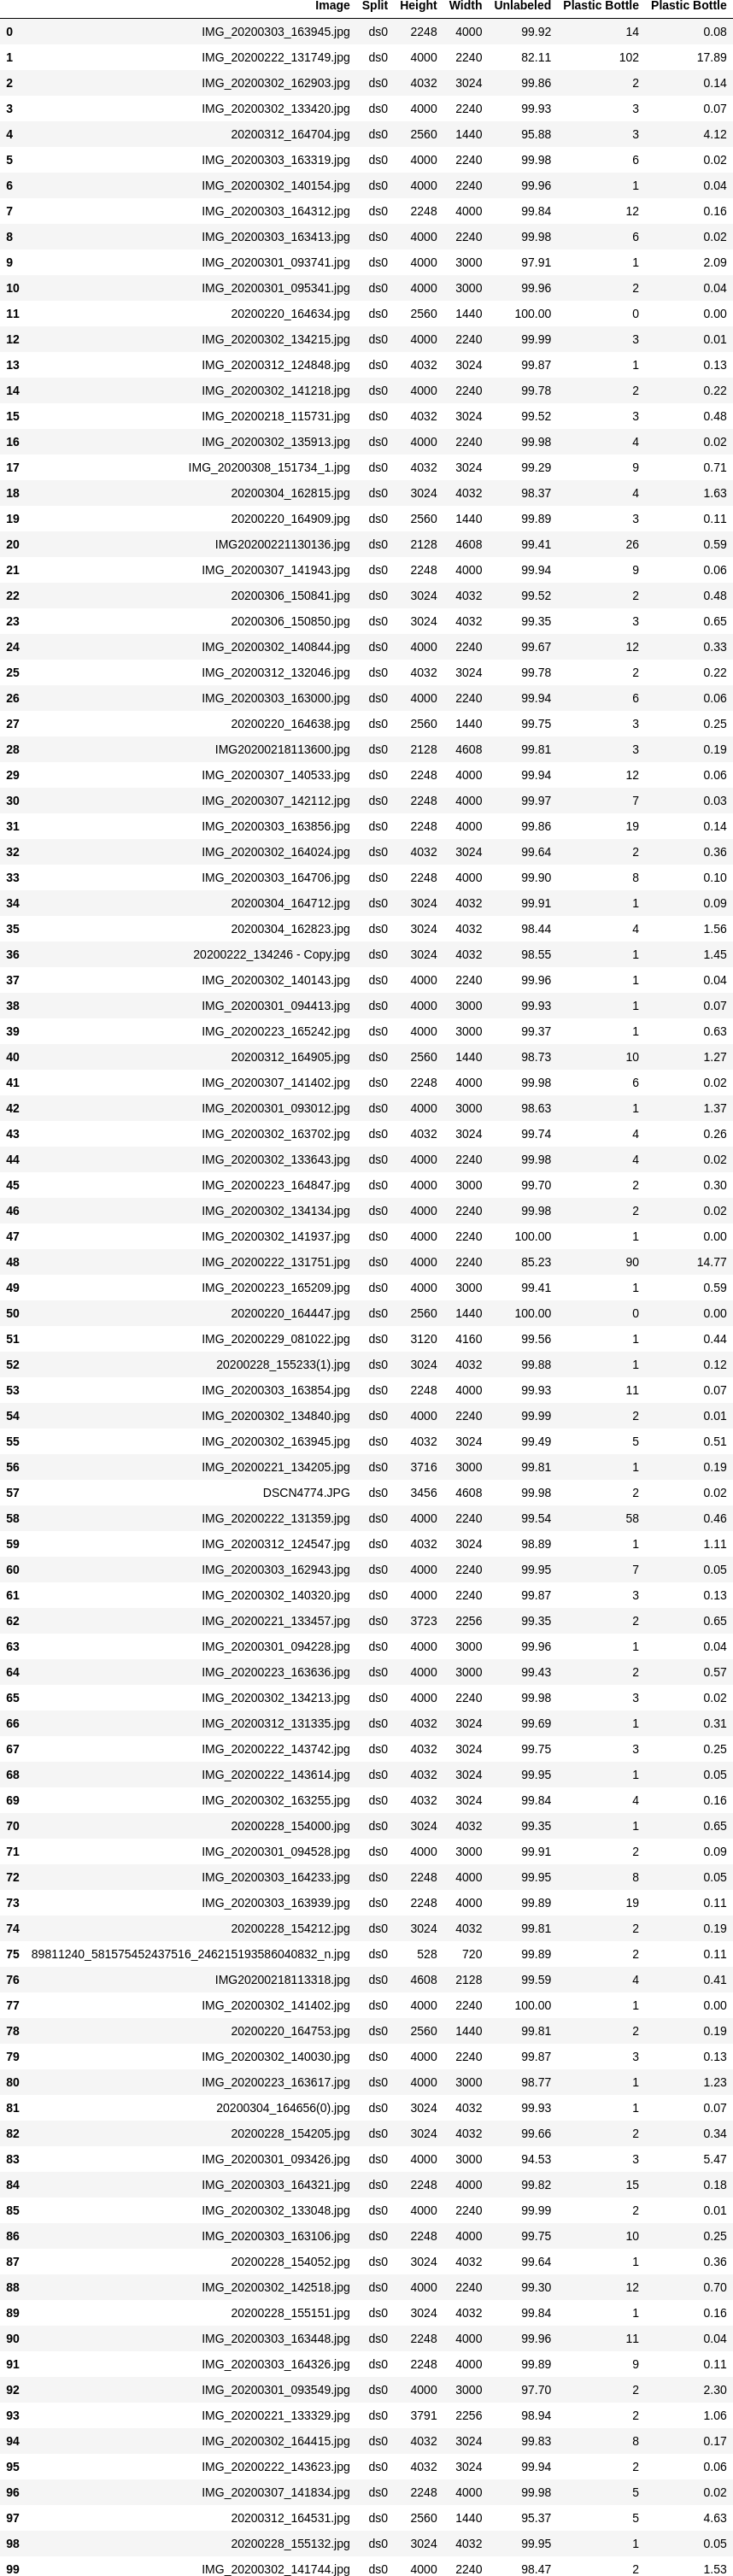 Image Split Height Width Unlabeled Plastic Bottle Plastic Bottle
0 IMG_20200303_163945.jpg ds0 2248 4000 99.92 14 0.08
1 IMG_20200222_131749.jpg ds0 4000 2240 82.11 102 17.89
2 IMG_20200302_162903.jpg ds0 4032 3024 99.86 2 0.14
3 IMG_20200302_133420.jpg ds0 4000 2240 99.93 3 0.07
4 20200312_164704.jpg ds0 2560 1440 95.88 3 4.12
5 IMG_20200303_163319.jpg ds0 4000 2240 99.98 6 0.02
6 IMG_20200302_140154.jpg ds0 4000 2240 99.96 1 0.04
7 IMG_20200303_164312.jpg ds0 2248 4000 99.84 12 0.16
8 IMG_20200303_163413.jpg ds0 4000 2240 99.98 6 0.02
9 IMG_20200301_093741.jpg ds0 4000 3000 97.91 1 2.09
10 IMG_20200301_095341.jpg ds0 4000 3000 99.96 2 0.04
11 20200220_164634.jpg ds0 2560 1440 100.00 0 0.00
12 IMG_20200302_134215.jpg ds0 4000 2240 99.99 3 0.01
13 IMG_20200312_124848.jpg ds0 4032 3024 99.87 1 0.13
14 IMG_20200302_141218.jpg ds0 4000 2240 99.78 2 0.22
15 IMG_20200218_115731.jpg ds0 4032 3024 99.52 3 0.48
16 IMG_20200302_135913.jpg ds0 4000 2240 99.98 4 0.02
17 IMG_20200308_151734_1.jpg ds0 4032 3024 99.29 9 0.71
18 20200304_162815.jpg ds0 3024 4032 98.37 4 1.63
19 20200220_164909.jpg ds0 2560 1440 99.89 3 0.11
20 IMG20200221130136.jpg ds0 2128 4608 99.41 26 0.59
21 IMG_20200307_141943.jpg ds0 2248 4000 99.94 9 0.06
22 20200306_150841.jpg ds0 3024 4032 99.52 2 0.48
23 20200306_150850.jpg ds0 3024 4032 99.35 3 0.65
24 IMG_20200302_140844.jpg ds0 4000 2240 99.67 12 0.33
25 IMG_20200312_132046.jpg ds0 4032 3024 99.78 2 0.22
26 IMG_20200303_163000.jpg ds0 4000 2240 99.94 6 0.06
27 20200220_164638.jpg ds0 2560 1440 99.75 3 0.25
28 IMG20200218113600.jpg ds0 2128 4608 99.81 3 0.19
29 IMG_20200307_140533.jpg ds0 2248 4000 99.94 12 0.06
30 IMG_20200307_142112.jpg ds0 2248 4000 99.97 7 0.03
31 IMG_20200303_163856.jpg ds0 2248 4000 99.86 19 0.14
32 IMG_20200302_164024.jpg ds0 4032 3024 99.64 2 0.36
33 IMG_20200303_164706.jpg ds0 2248 4000 99.90 8 0.10
34 20200304_164712.jpg ds0 3024 4032 99.91 1 0.09
35 20200304_162823.jpg ds0 3024 4032 98.44 4 1.56
36 20200222_134246 - Copy.jpg ds0 3024 4032 98.55 1 1.45
37 IMG_20200302_140143.jpg ds0 4000 2240 99.96 1 0.04
38 IMG_20200301_094413.jpg ds0 4000 3000 99.93 1 0.07
39 IMG_20200223_165242.jpg ds0 4000 3000 99.37 1 0.63
40 20200312_164905.jpg ds0 2560 1440 98.73 10 1.27
41 IMG_20200307_141402.jpg ds0 2248 4000 99.98 6 0.02
42 IMG_20200301_093012.jpg ds0 4000 3000 98.63 1 1.37
43 IMG_20200302_163702.jpg ds0 4032 3024 99.74 4 0.26
44 IMG_20200302_133643.jpg ds0 4000 2240 99.98 4 0.02
45 IMG_20200223_164847.jpg ds0 4000 3000 99.70 2 0.30
46 IMG_20200302_134134.jpg ds0 4000 2240 99.98 2 0.02
47 IMG_20200302_141937.jpg ds0 4000 2240 100.00 1 0.00
48 IMG_20200222_131751.jpg ds0 4000 2240 85.23 90 14.77
49 IMG_20200223_165209.jpg ds0 4000 3000 99.41 1 0.59
50 20200220_164447.jpg ds0 2560 1440 100.00 0 0.00
51 IMG_20200229_081022.jpg ds0 3120 4160 99.56 1 0.44
52 20200228_155233(1).jpg ds0 3024 4032 99.88 1 0.12
53 IMG_20200303_163854.jpg ds0 2248 4000 99.93 11 0.07
54 IMG_20200302_134840.jpg ds0 4000 2240 99.99 2 0.01
55 IMG_20200302_163945.jpg ds0 4032 3024 99.49 5 0.51
56 IMG_20200221_134205.jpg ds0 3716 3000 99.81 1 0.19
57 DSCN4774.JPG ds0 3456 4608 99.98 2 0.02
58 IMG_20200222_131359.jpg ds0 4000 2240 99.54 58 0.46
59 IMG_20200312_124547.jpg ds0 4032 3024 98.89 1 1.11
60 IMG_20200303_162943.jpg ds0 4000 2240 99.95 7 0.05
61 IMG_20200302_140320.jpg ds0 4000 2240 99.87 3 0.13
62 IMG_20200221_133457.jpg ds0 3723 2256 99.35 2 0.65
63 IMG_20200301_094228.jpg ds0 4000 3000 99.96 1 0.04
64 IMG_20200223_163636.jpg ds0 4000 3000 99.43 2 0.57
65 IMG_20200302_134213.jpg ds0 4000 2240 99.98 3 0.02
66 IMG_20200312_131335.jpg ds0 4032 3024 99.69 1 0.31
67 IMG_20200222_143742.jpg ds0 4032 3024 99.75 3 0.25
68 IMG_20200222_143614.jpg ds0 4032 3024 99.95 1 0.05
69 IMG_20200302_163255.jpg ds0 4032 3024 99.84 4 0.16
70 20200228_154000.jpg ds0 3024 4032 99.35 1 0.65
71 IMG_20200301_094528.jpg ds0 4000 3000 99.91 2 0.09
72 IMG_20200303_164233.jpg ds0 2248 4000 99.95 8 0.05
73 IMG_20200303_163939.jpg ds0 2248 4000 99.89 19 0.11
74 20200228_154212.jpg ds0 3024 4032 99.81 2 0.19
75 89811240_581575452437516_246215193586040832_n.jpg ds0 528 720 99.89 2 0.11
76 IMG20200218113318.jpg ds0 4608 2128 99.59 4 0.41
77 IMG_20200302_141402.jpg ds0 4000 2240 100.00 1 0.00
78 20200220_164753.jpg ds0 2560 1440 99.81 2 0.19
79 IMG_20200302_140030.jpg ds0 4000 2240 99.87 3 0.13
80 IMG_20200223_163617.jpg ds0 4000 3000 98.77 1 1.23
81 20200304_164656(0).jpg ds0 3024 4032 99.93 1 0.07
82 20200228_154205.jpg ds0 3024 4032 99.66 2 0.34
83 IMG_20200301_093426.jpg ds0 4000 3000 94.53 3 5.47
84 IMG_20200303_164321.jpg ds0 2248 4000 99.82 15 0.18
85 IMG_20200302_133048.jpg ds0 4000 2240 99.99 2 0.01
86 IMG_20200303_163106.jpg ds0 2248 4000 99.75 10 0.25
87 20200228_154052.jpg ds0 3024 4032 99.64 1 0.36
88 IMG_20200302_142518.jpg ds0 4000 2240 99.30 12 0.70
89 20200228_155151.jpg ds0 3024 4032 99.84 1 0.16
90 IMG_20200303_163448.jpg ds0 2248 4000 99.96 11 0.04
91 IMG_20200303_164326.jpg ds0 2248 4000 99.89 9 0.11
92 IMG_20200301_093549.jpg ds0 4000 3000 97.70 2 2.30
93 IMG_20200221_133329.jpg ds0 3791 2256 98.94 2 1.06
94 IMG_20200302_164415.jpg ds0 4032 3024 99.83 8 0.17
95 IMG_20200222_143623.jpg ds0 4032 3024 99.94 2 0.06
96 IMG_20200307_141834.jpg ds0 2248 4000 99.98 5 0.02
97 20200312_164531.jpg ds0 2560 1440 95.37 5 4.63
98 20200228_155132.jpg ds0 3024 4032 99.95 1 0.05
99 IMG_20200302_141744.jpg ds0 4000 2240 98.47 2 1.53